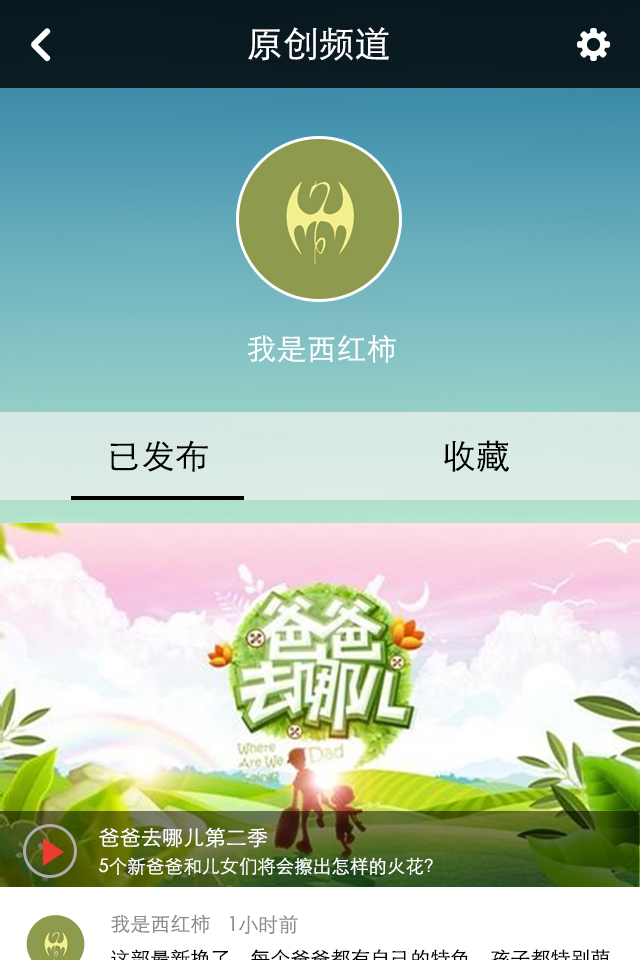 原创频道
我是西红柿
已发布
收藏
爸爸
去哪儿
Where
Are We
Going?
Dad
爸爸去哪儿第二季
5个新爸爸和儿女们将会擦出怎样的火花?
我是西红柿 1小时前
这部最新换了，每个爸爸都有自己的特色，孩子都特别萌